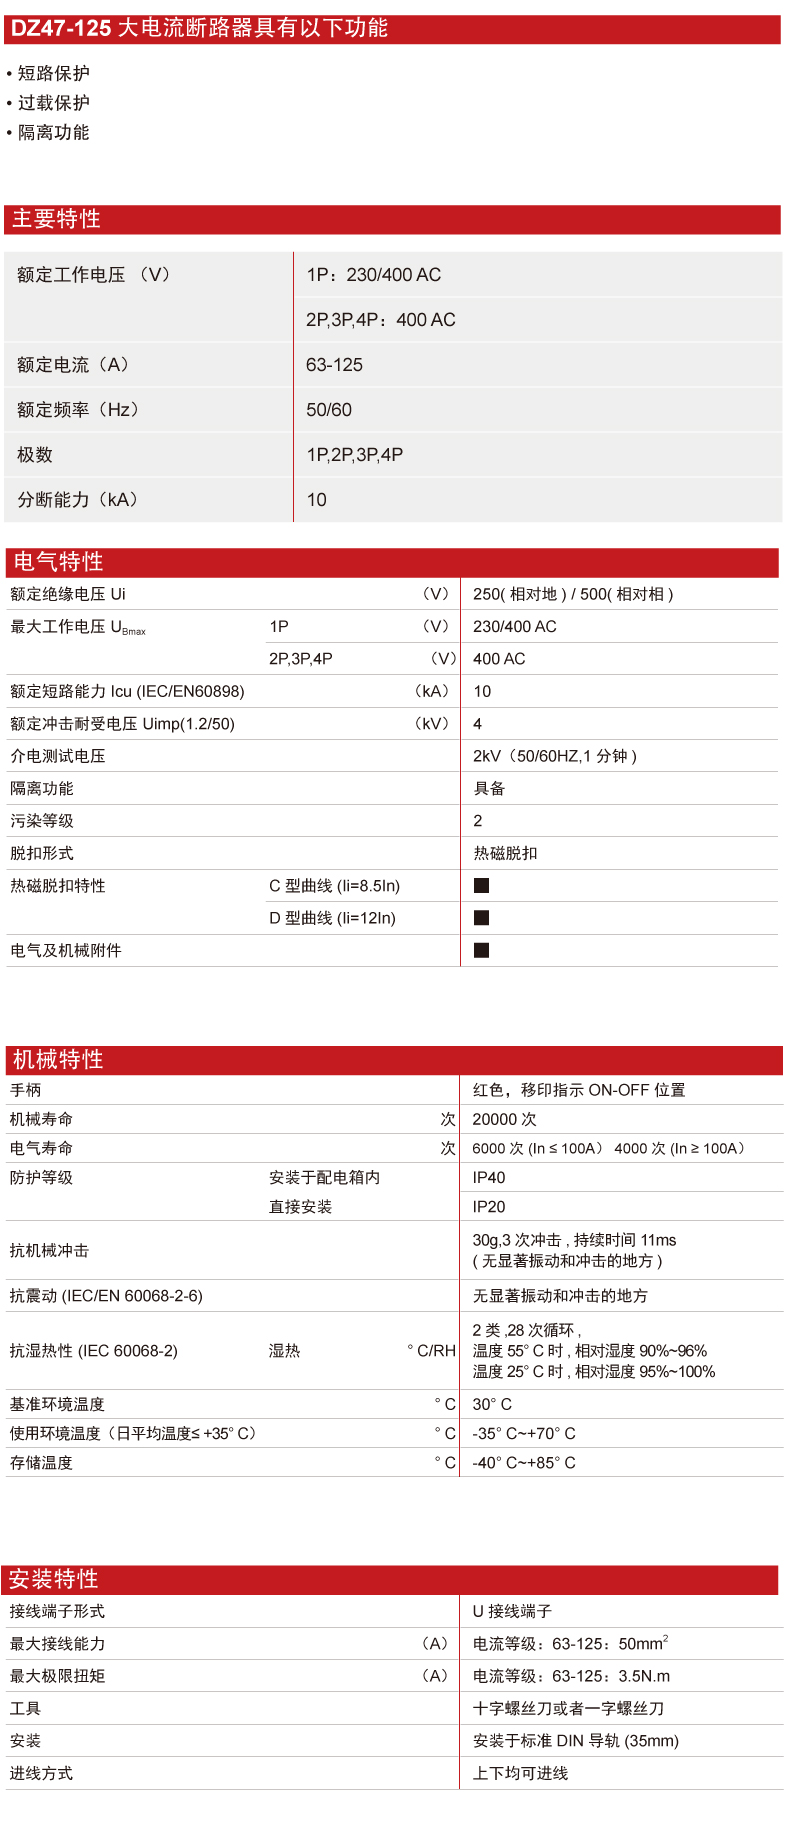 DZ47-125 大电流断路器具有以下功能
• 短路保护
• 过载保护
• 隔离功能
主要特性
额定工作电压 （V） 1P：230/400 AC
2P,3P,4P：400 AC
额定电流（A） 63-125
额定频率（Hz） 50/60
极数 1P,2P,3P,4P
分断能力（kA） 10
电气特性
额定绝缘电压 Ui （V） 250( 相对地 ) / 500( 相对相 )
最大工作电压 UBmax 1P （V） 230/400 AC
2P,3P,4P （V） 400 AC
额定短路能力 Icu (IEC/EN60898) （kA） 10
额定冲击耐受电压 Uimp(1.2/50) （kV） 4
介电测试电压 2kV（50/60HZ,1 分钟 )
隔离功能 具备
污染等级 2
脱扣形式 热磁脱扣
热磁脱扣特性 C 型曲线 (Ii=8.5In) ■
D 型曲线 (Ii=12In) ■
电气及机械附件 ■
机械特性
手柄 红色，移印指示 ON-OFF 位置
机械寿命 次 20000 次
电气寿命 次 6000 次 (In ≤ 100A） 4000 次 (In ≥ 100A）
防护等级 安装于配电箱内 IP40
直接安装 IP20
抗机械冲击 30g,3 次冲击 , 持续时间 11ms
( 无显著振动和冲击的地方 )
抗震动 (IEC/EN 60068-2-6) 无显著振动和冲击的地方
抗湿热性 (IEC 60068-2) 湿热 ° C/RH 2 类 ,28 次循环 ,
温度 55° C 时 , 相对湿度 90%~96%
温度 25° C 时 , 相对湿度 95%~100%
基准环境温度 ° C 30° C
使用环境温度（日平均温度≤ +35° C） ° C -35° C~+70° C
存储温度 ° C -40° C~+85° C
安装特性
接线端子形式 U 接线端子
最大接线能力 （A） 电流等级：63-125：50mm²
最大极限扭矩 （A） 电流等级：63-125：3.5N.m
工具 十字螺丝刀或者一字螺丝刀
安装 安装于标准 DIN 导轨 (35mm)
进线方式 上下均可进线